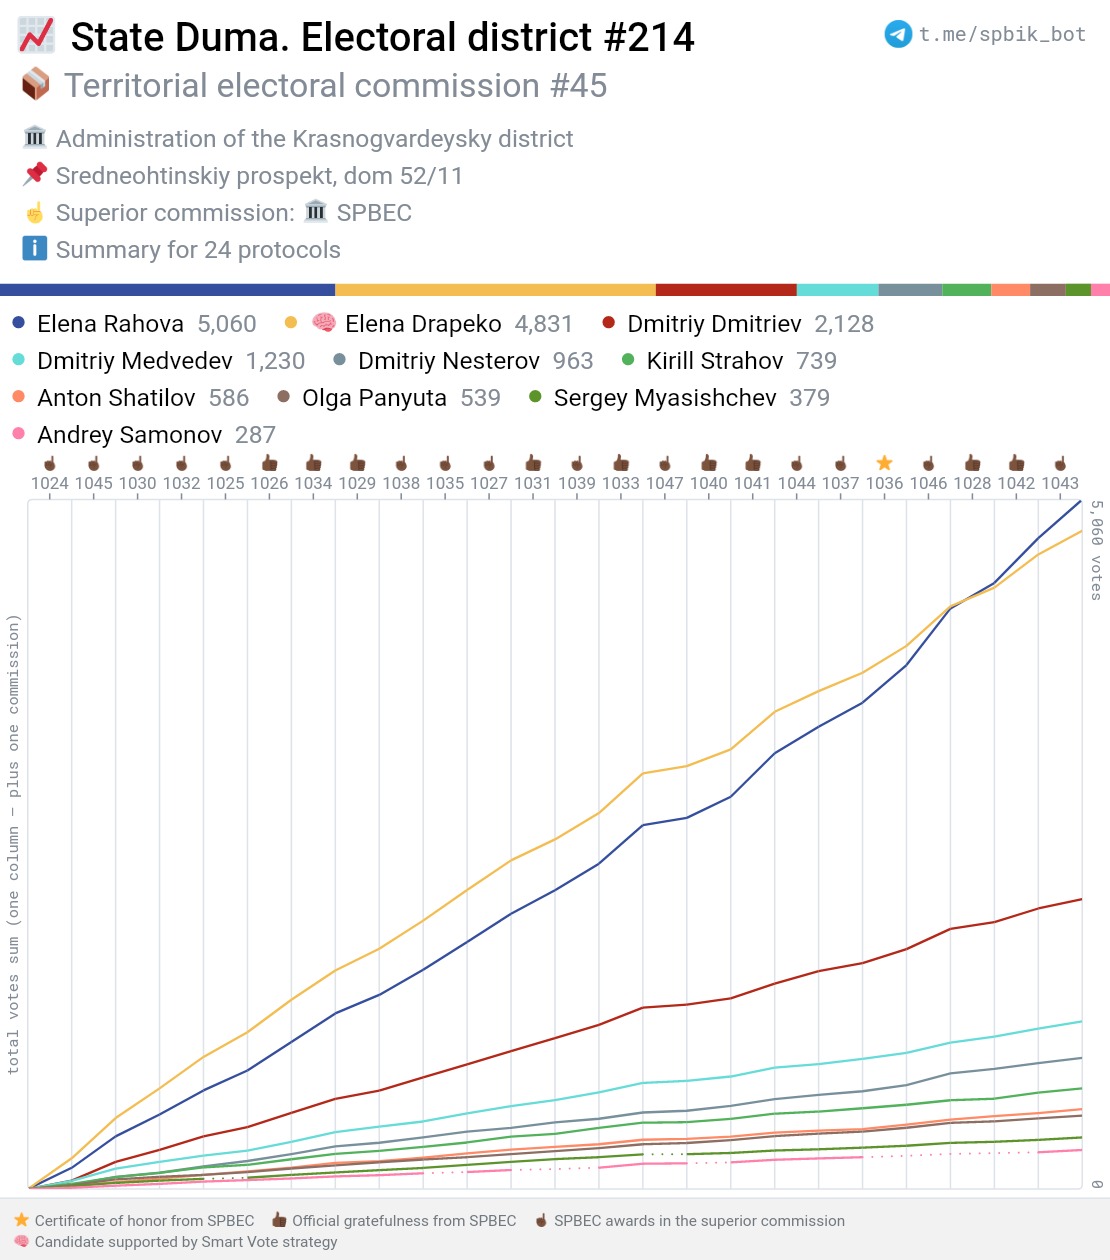 State Duma. Electoral district #214
t.me/spbik_bot
Territorial electoral commission #45
Administration of the Krasnogvardeysky district
Sredneohtinskiy prospekt, dom 52/11
Superior commission: SPBEC
Summary for 24 protocols
Elena Rahova 5,060 Elena Drapeko 4,831 Dmitriy Dmitriev 2,128
Dmitriy Medvedev 1,230 Dmitriy Nesterov 963 Kirill Strahov 739
Anton Shatilov 586 Olga Panyuta 539 Sergey Myasishchev 379
Andrey Samonov 287
1024 1045 1030 1032 1025 1026 1034 1029 1038 1035 1027 1031 1039 1033 1047 1040 1041 1044 1037 1036 1046 1028 1042 1043
5,060 votes
total votes sum (one column – plus one commission)
0
Certificate of honor from SPBEC Official gratefulness from SPBEC SPBEC awards in the superior commission
Candidate supported by Smart Vote strategy